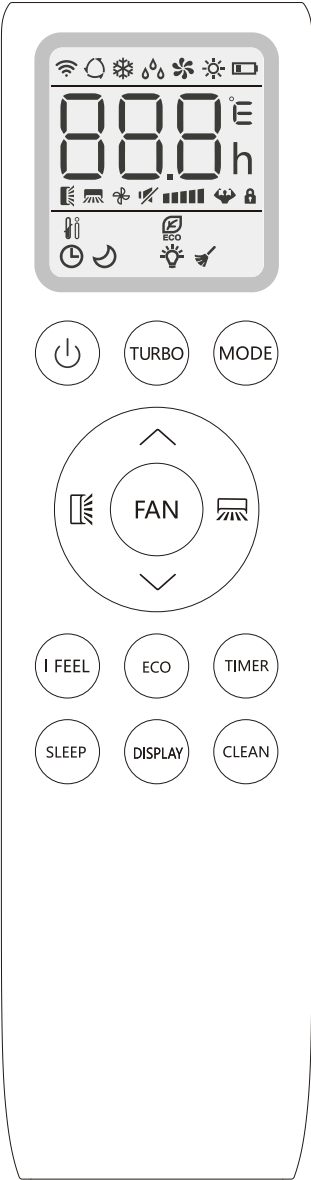 88.8 °E
h
ECO
TURBO MODE
FAN
I FEEL ECO TIMER
SLEEP DISPLAY CLEAN